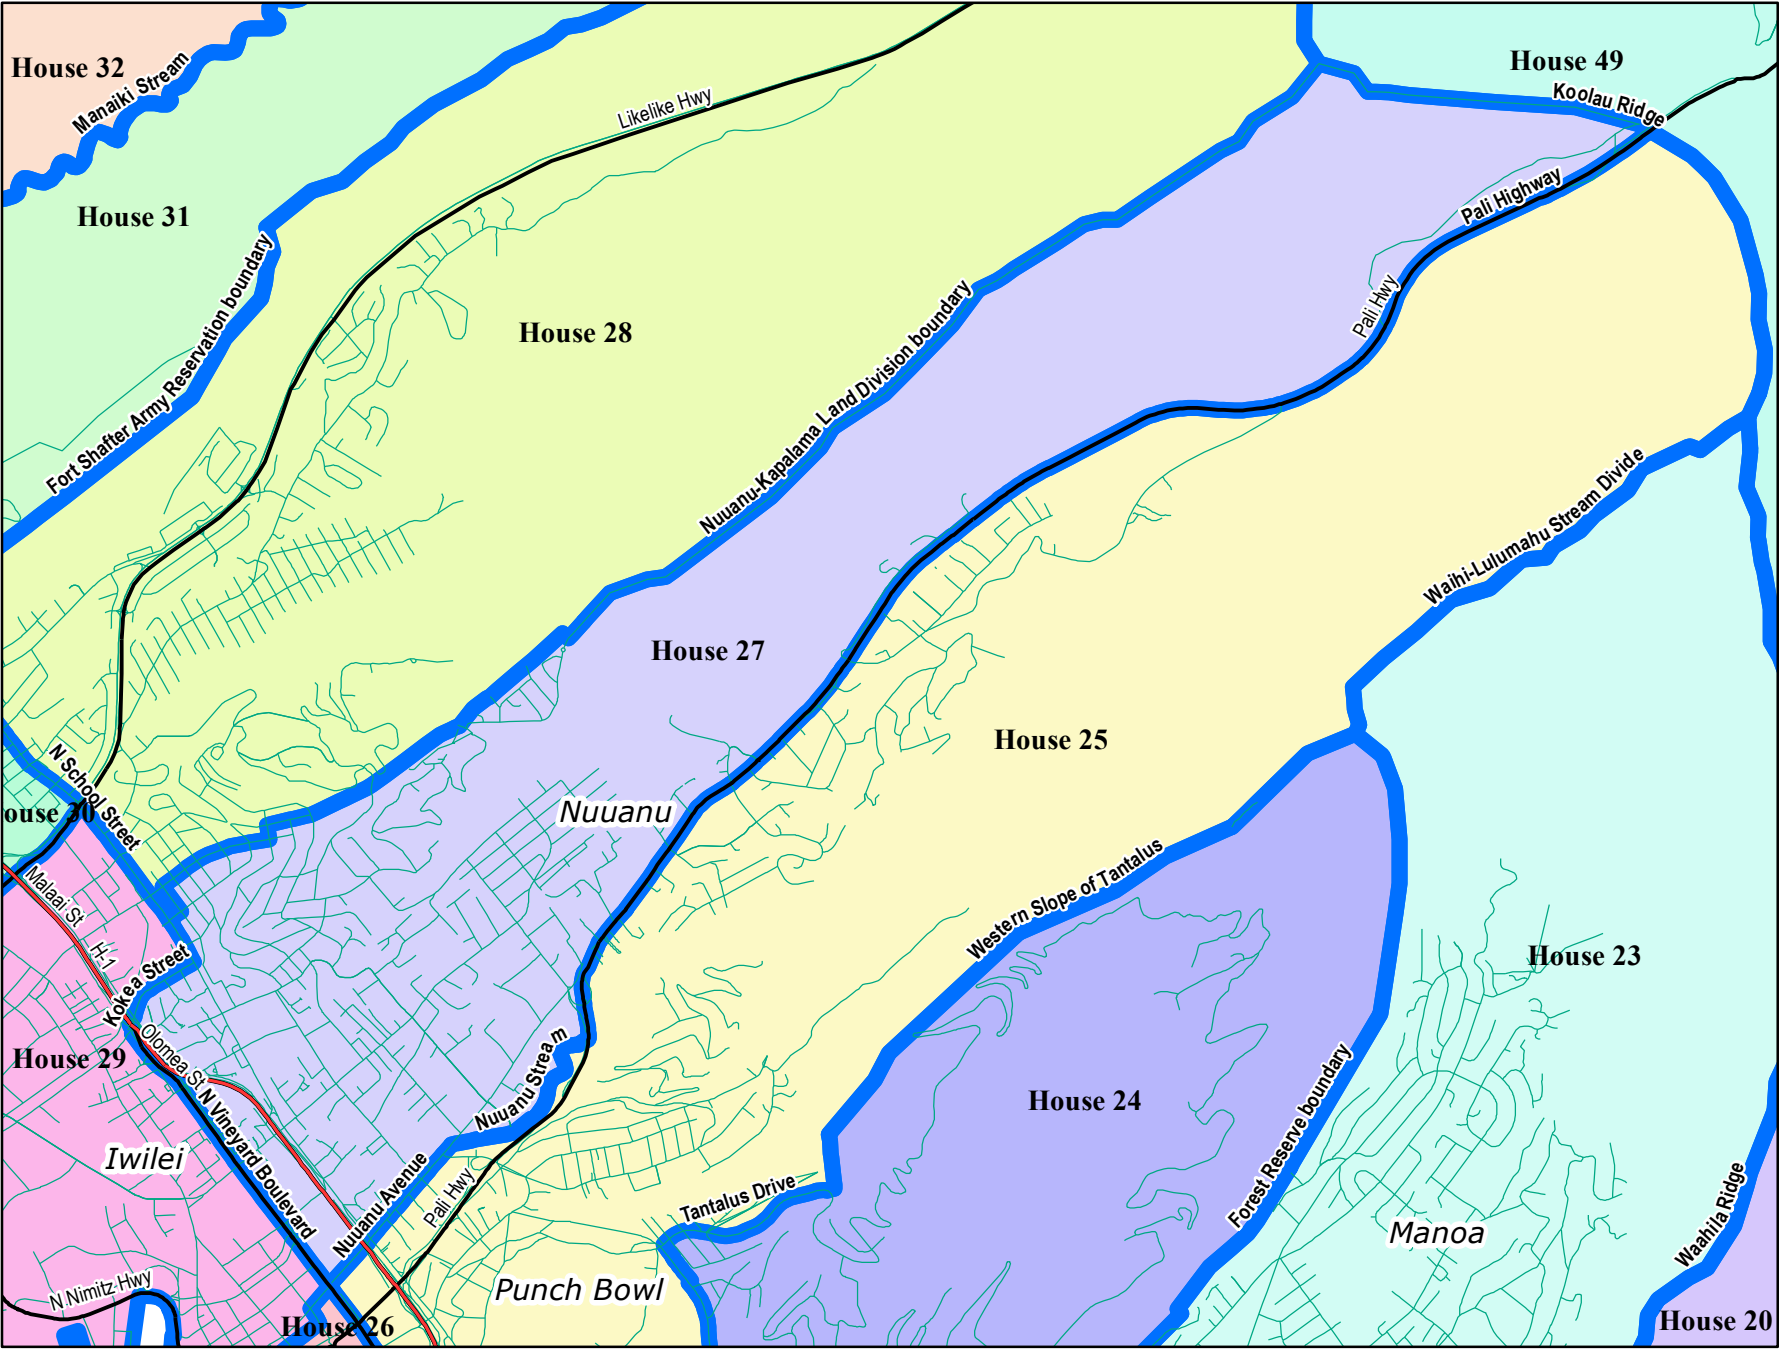 House 32
Manaiki Stream
House 49
Koolau Ridge
Likelike Hwy
House 31
Pali Highway
Fort Shafter Army Reservation boundary
House 28
Pali Hwy
Nuuanu-Kapalama Land Division boundary
Waihi-Lulumahu Stream Divide
House 27
House 25
N School Street
ouse 30
Nuuanu
Malaai St
H-1
Kokea Street
Western Slope of Tantalus
House 23
House 29
Olomea St
N Vineyard Boulevard
Nuuanu Stream
House 24
Iwilei
Nuuanu Avenue
Pali Hwy
Tantalus Drive
Forest Reserve boundary
Manoa
Waahila Ridge
N Nimitz Hwy
Punch Bowl
House 26
House 20